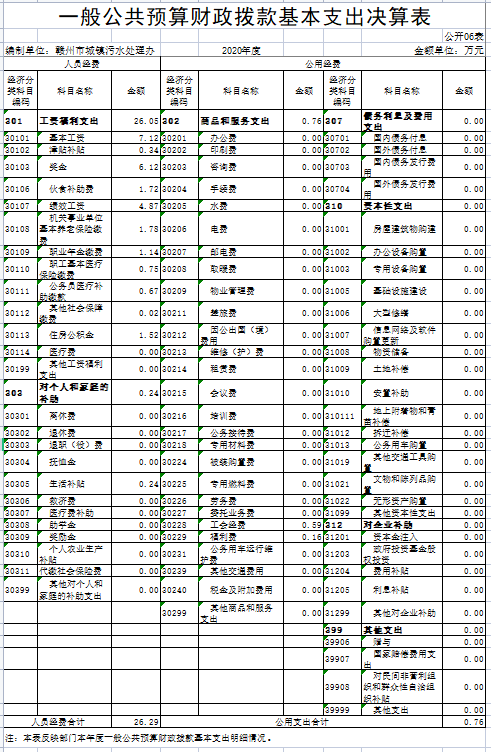 一般公共预算财政拨款基本支出决算表
公开06表
编制单位：赣州市城镇污水处理办 2020年度 金额单位：万元
人员经费 公用经费
经济分类科目编码 科目名称 金额 经济分类科目编码 科目名称 金额 经济分类科目编码 科目名称 金额
301 工资福利支出 26.05 302 商品和服务支出 0.76 307 债务利息及费用支出 0.00
30101 基本工资 7.12 30201 办公费 0.00 30701 国内债务付息 0.00
30102 津贴补贴 0.34 30202 印刷费 0.00 30702 国外债务付息 0.00
30103 奖金 6.12 30203 咨询费 0.00 30703 国内债务发行费用 0.00
30106 伙食补助费 1.72 30204 手续费 0.00 30704 国外债务发行费用 0.00
30107 绩效工资 4.87 30205 水费 0.00 310 资本性支出 0.00
30108 机关事业单位基本养老保险缴费 1.78 30206 电费 0.00 31001 房屋建筑物购建 0.00
30109 职业年金缴费 1.14 30207 邮电费 0.00 31002 办公设备购置 0.00
30110 职工基本医疗保险缴费 0.75 30208 取暖费 0.00 31003 专用设备购置 0.00
30111 公务员医疗补助缴款 0.67 30209 物业管理费 0.00 31005 基础设施建设 0.00
30112 其他社会保障缴费 0.02 30211 差旅费 0.00 31006 大型修缮 0.00
30113 住房公积金 1.52 30212 因公出国（境）费用 0.00 31007 信息网络及软件购置更新 0.00
30114 医疗费 0.00 30213 维修（护）费 0.00 31008 物资储备 0.00
30199 其他工资福利支出 0.00 30214 租赁费 0.00 31009 土地补偿 0.00
303 对个人和家庭的补助 0.24 30215 会议费 0.00 31010 安置补助 0.00
30301 离休费 0.00 30216 培训费 0.00 310111 地上附着物和青苗补偿 0.00
30302 退休费 0.00 30217 公务接待费 0.00 31012 拆迁补偿 0.00
30303 退职（役）费 0.00 30218 专用材料费 0.00 31013 公务用车购置 0.00
30304 抚恤金 0.00 30224 被装购置费 0.00 31019 其他交通工具购置 0.00
30305 生活补贴 0.24 30225 专用燃料费 0.00 31021 文物和陈列品购置 0.00
30306 救济费 0.00 30226 劳务费 0.00 31022 无形资产购置 0.00
30307 医疗费补助 0.00 30227 委托业务费 0.00 31099 其他资本性支出 0.00
30308 助学金 0.00 30228 工会经费 0.59 312 对企业补助 0.00
30309 奖励金 0.00 30229 福利费 0.16 31201 资本金注入 0.00
30310 个人农业生产补贴 0.00 30231 公务用车运行维护费 0.00 31203 政府投资基金股权投资 0.00
30311 代缴社会保险费 0.00 30239 其他交通费用 0.00 31204 费用补贴 0.00
30399 其他对个人和家庭的补助支出 0.00 30240 税金及附加费用 0.00 31205 利息补贴 0.00
30299 其他商品和服务支出 0.00 31299 其他对企业补助 0.00
399 其他支出 0.00
39906 赠与 0.00
39907 国家赔偿费用支出 0.00
39908 对民间非营利组织和群众性自治组织补贴 0.00
39999 其他支出 0.00
人员经费合计 26.29 公用支出合计 0.76
注：本表反映部门本年度一般公共预算财政拨款基本支出明细情况。